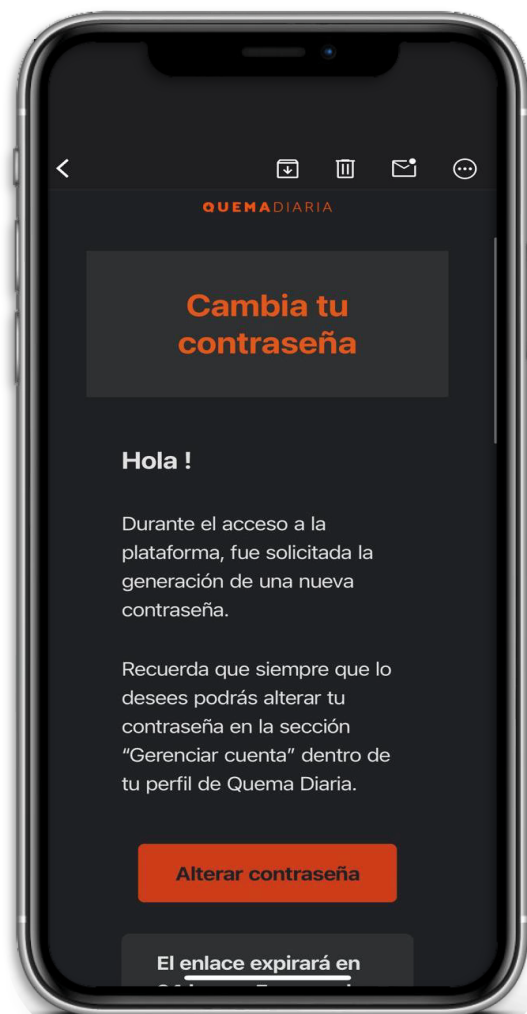 QUEMADIARIA
Cambia tu
contraseña
Hola !
Durante el acceso a la
plataforma, fue solicitada la
generación de una nueva
contraseña.
Recuerda que siempre que lo
desees podrás alterar tu
contraseña en la sección
“Gerenciar cuenta” dentro de
tu perfil de Quema Diaria.
Alterar contraseña
El enlace expirará en